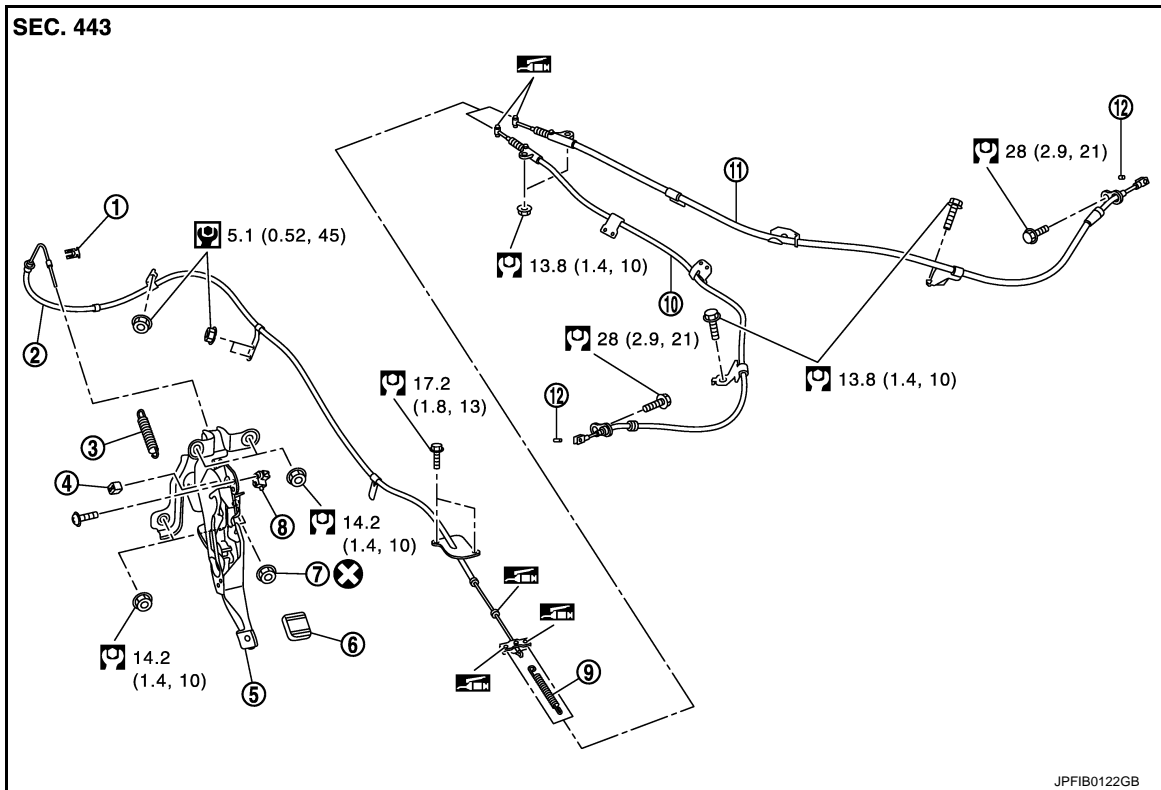 SEC. 443
12
28 (2.9, 21)
11
1
5.1 (0.52, 45)
13.8 (1.4, 10)
10
2
28 (2.9, 21)
17.2
(1.8, 13)
13.8 (1.4, 10)
12
3
4
8
14.2
(1.4, 10)
7
6
14.2
(1.4, 10)
5
9
JPFIB0122GB